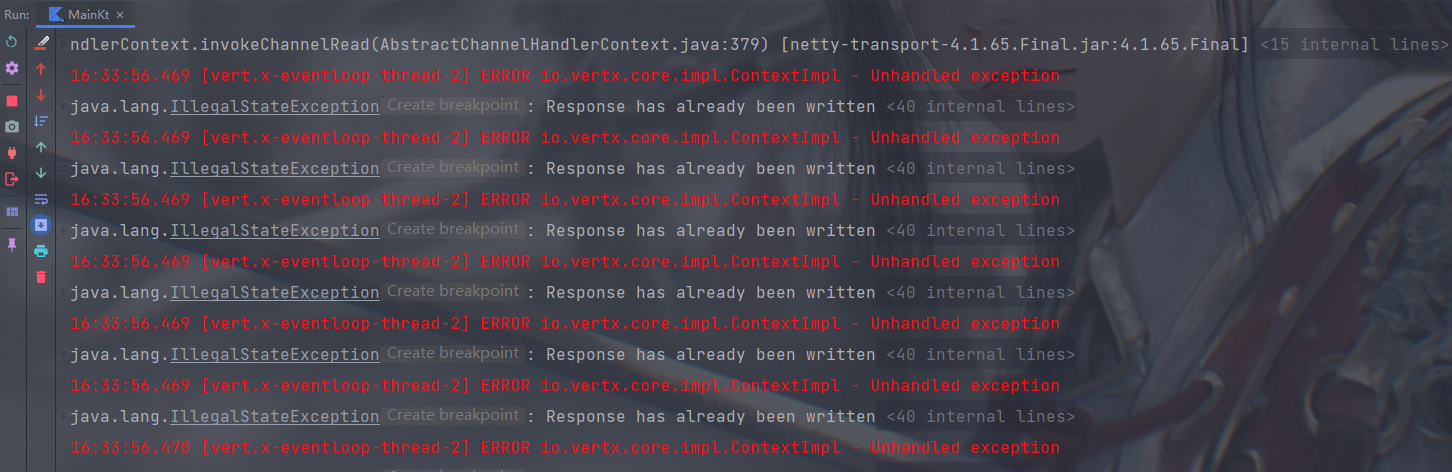 Run: MainKt ×
ndlerContext.invokeChannelRead(AbstractChannelHandlerContext.java:379) [netty-transport-4.1.65.Final.jar:4.1.65.Final] <15 internal lines>
16:33:56.469 [vert.x-eventloop-thread-2] ERROR io.vertx.core.impl.ContextImpl - Unhandled exception
java.lang.IllegalStateException Create breakpoint : Response has already been written <40 internal lines>
16:33:56.469 [vert.x-eventloop-thread-2] ERROR io.vertx.core.impl.ContextImpl - Unhandled exception
java.lang.IllegalStateException Create breakpoint : Response has already been written <40 internal lines>
16:33:56.469 [vert.x-eventloop-thread-2] ERROR io.vertx.core.impl.ContextImpl - Unhandled exception
java.lang.IllegalStateException Create breakpoint : Response has already been written <40 internal lines>
16:33:56.469 [vert.x-eventloop-thread-2] ERROR io.vertx.core.impl.ContextImpl - Unhandled exception
java.lang.IllegalStateException Create breakpoint : Response has already been written <40 internal lines>
16:33:56.469 [vert.x-eventloop-thread-2] ERROR io.vertx.core.impl.ContextImpl - Unhandled exception
java.lang.IllegalStateException Create breakpoint : Response has already been written <40 internal lines>
16:33:56.469 [vert.x-eventloop-thread-2] ERROR io.vertx.core.impl.ContextImpl - Unhandled exception
java.lang.IllegalStateException Create breakpoint : Response has already been written <40 internal lines>
16:33:56.470 [vert.x-eventloop-thread-2] ERROR io.vertx.core.impl.ContextImpl - Unhandled exception